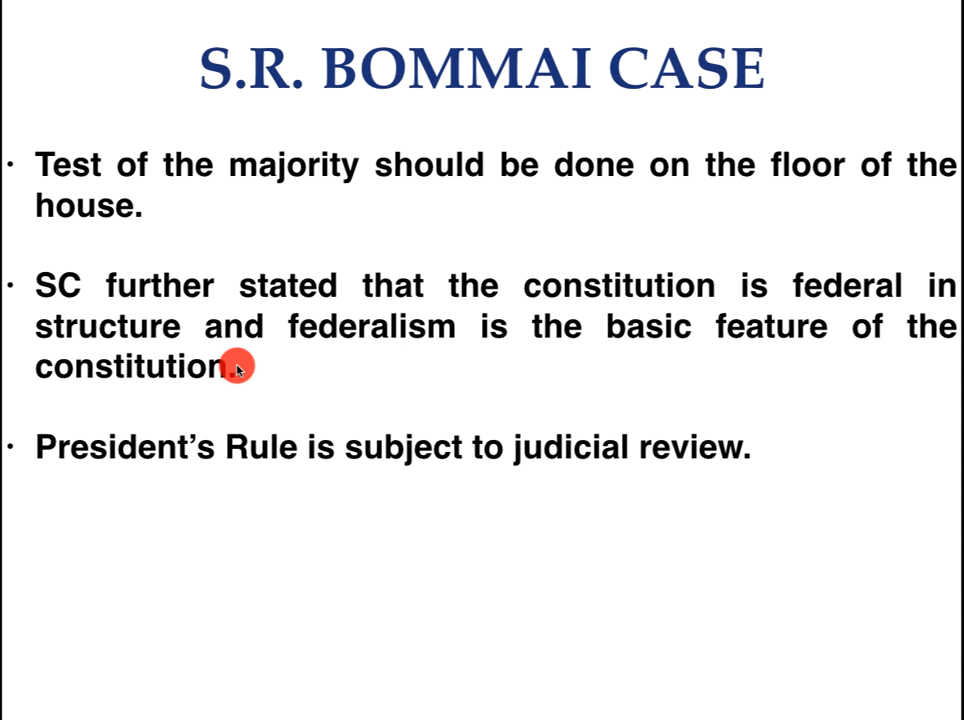 S.R. BOMMAI CASE
· Test of the majority should be done on the floor of the
house.
· SC further stated that the constitution is federal in
structure and federalism is the basic feature of the
constitution.
· President’s Rule is subject to judicial review.